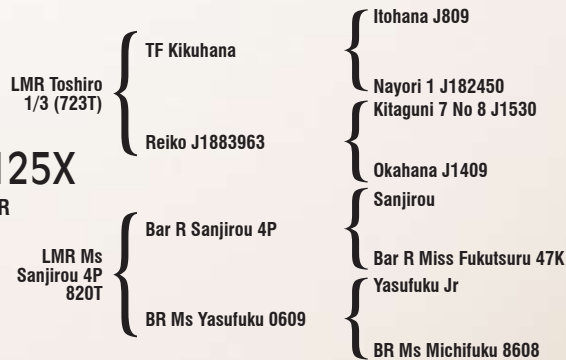 Itohana J809
TF Kikuhana
LMR Toshiro
1/3 (723T)
Nayori 1 J182450
Kitaguni 7 No 8 J1530
Reiko J1883963
Okahana J1409
125X
R
Sanjirou
Bar R Sanjirou 4P
LMR Ms
Sanjirou 4P
820T
Bar R Miss Fukutsuru 47K
Yasufuku Jr
BR Ms Yasufuku 0609
BR Ms Michifuku 8608